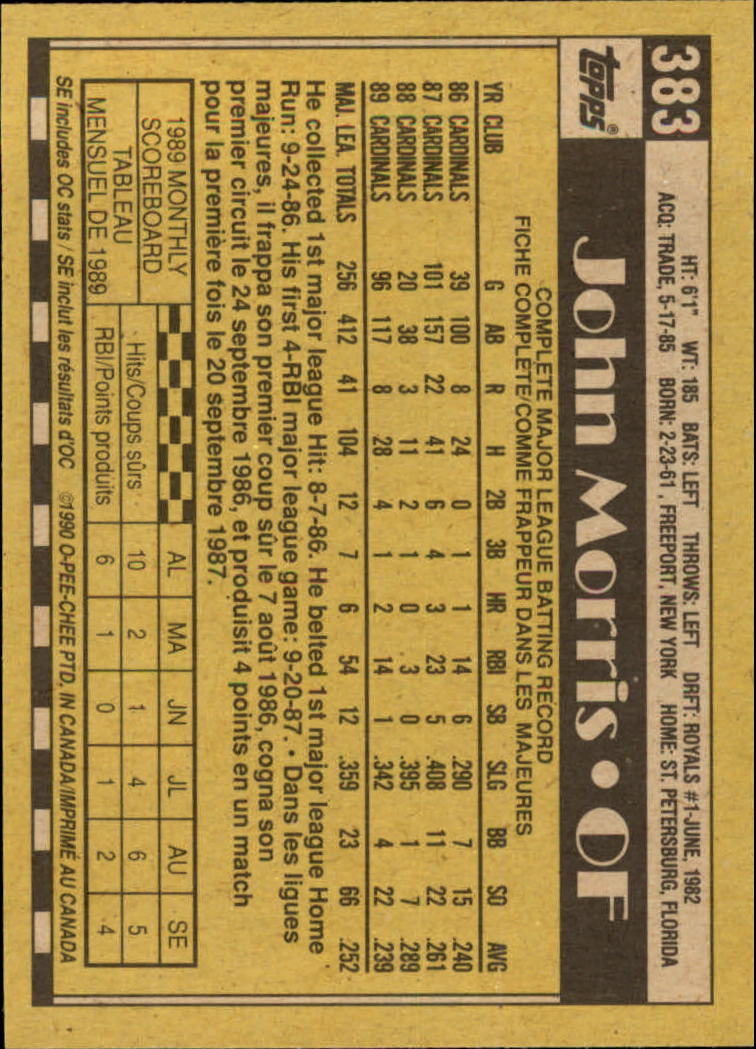 383
HT: 6'1" WT: 185 BATS: LEFT THROWS: LEFT DRFT: ROYALS #1-JUNE, 1982
ACQ: TRADE, 5-17-85 BORN: 2-23-61, FREEPORT, NEW YORK HOME: ST. PETERSBURG, FLORIDA
topps®
John Morris • OF
COMPLETE MAJOR LEAGUE BATTING RECORD
FICHE COMPLÈTE/COMME FRAPPEUR DANS LES MAJEURES
YR CLUB G AB R H 2B 3B HR RBI SB SLG BB SO AVG
86 CARDINALS 39 100 8 24 0 1 1 14 6 .290 7 15 .240
87 CARDINALS 101 157 22 41 6 4 3 23 5 .408 11 22 .261
88 CARDINALS 20 38 3 11 2 1 0 3 0 .395 1 7 .289
89 CARDINALS 96 117 8 28 4 1 2 14 1 .342 4 22 .239
MAJ. LEA. TOTALS 256 412 41 104 12 7 6 54 12 .359 23 66 .252
He collected 1st major league Hit: 8-7-86. He belted 1st major league Home
Run: 9-24-86. His first 4-RBI major league game: 9-20-87. • Dans les ligues
majeures, il frappa son premier coup sûr le 7 août 1986, cogna son
premier circuit le 24 septembre 1986, et produisit 4 points en un match
pour la première fois le 20 septembre 1987.
1989 MONTHLY
SCOREBOARD
TABLEAU
MENSUEL DE 1989
AL MA JN JL AU SE
Hits/Coups sûrs 10 2 1 4 6 5
RBI/Points produits 6 1 0 1 2 4
SE includes OC stats / SE inclut les résultats d'OC ©1990 O-PEE-CHEE PTD. IN CANADA/IMPRIMÉ AU CANADA